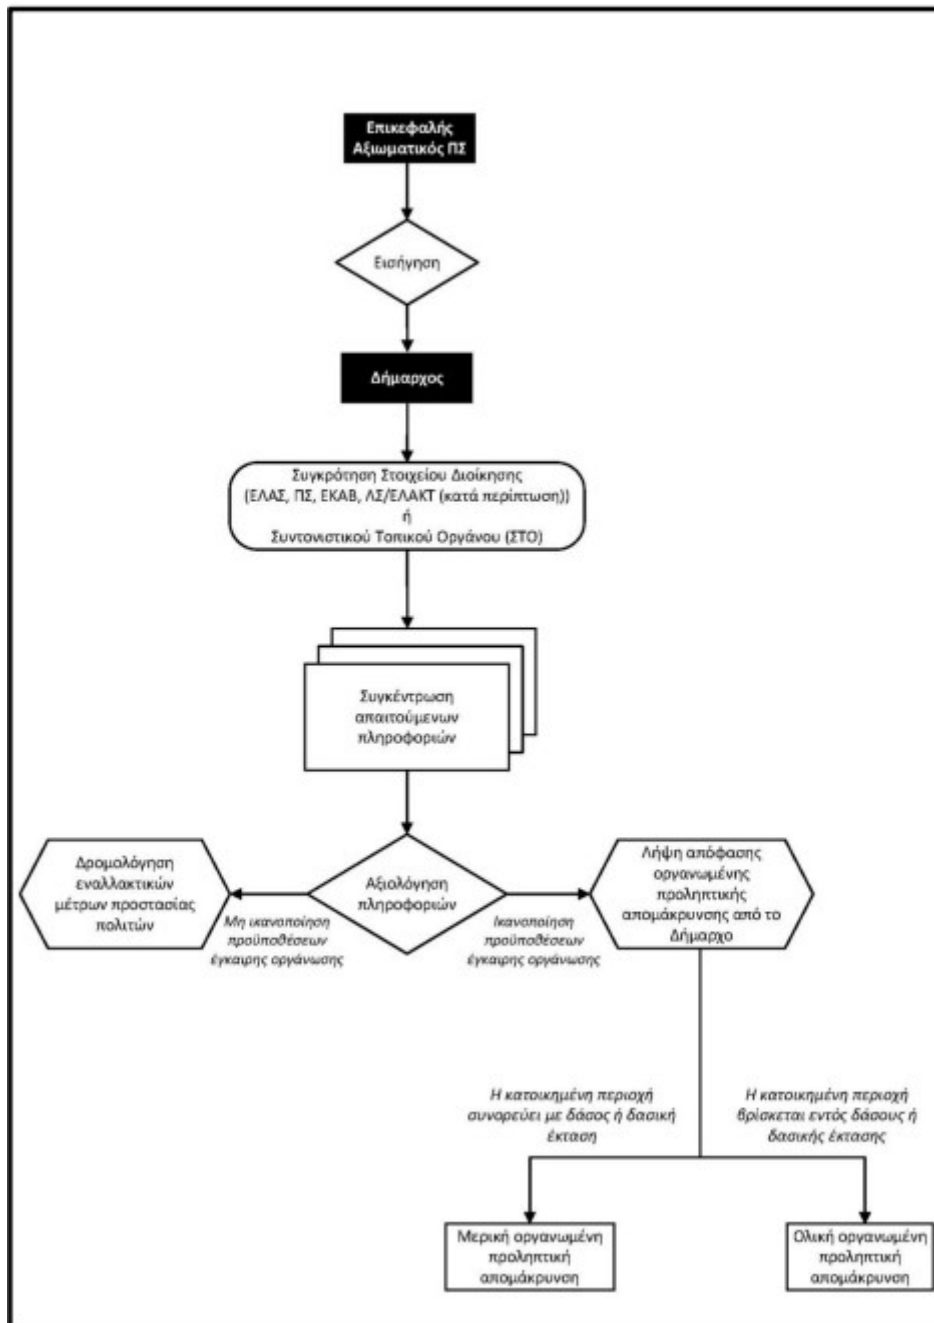 Επικεφαλής
Αξιωματικός ΠΣ
Εισήγηση
Δήμαρχος
Συγκρότηση Στοιχείου Διοίκησης
(ΕΛΑΣ, ΠΣ, ΕΚΑΒ, ΛΣ/ΕΛΑΚΤ (κατά περίπτωση))
ή
Συντονιστικού Τοπικού Οργάνου (ΣΤΟ)
Συγκέντρωση
απαιτούμενων
πληροφοριών
Δρομολόγηση
εναλλακτικών
μέτρων προστασίας
πολιτών
Αξιολόγηση
πληροφοριών
Λήψη απόφασης
οργανωμένης
προληπτικής
απομάκρυνσης από το
Δήμαρχο
Μη ικανοποίηση
προϋποθέσεων
έγκαιρης οργάνωσης
Ικανοποίηση
προϋποθέσεων
έγκαιρης οργάνωσης
Η κατοικημένη περιοχή
συνορεύει με δάσος ή δασική
έκταση
Η κατοικημένη περιοχή
βρίσκεται εντός δάσους ή
δασικής έκτασης
Μερική οργανωμένη
προληπτική
απομάκρυνση
Ολική οργανωμένη
προληπτική
απομάκρυνση